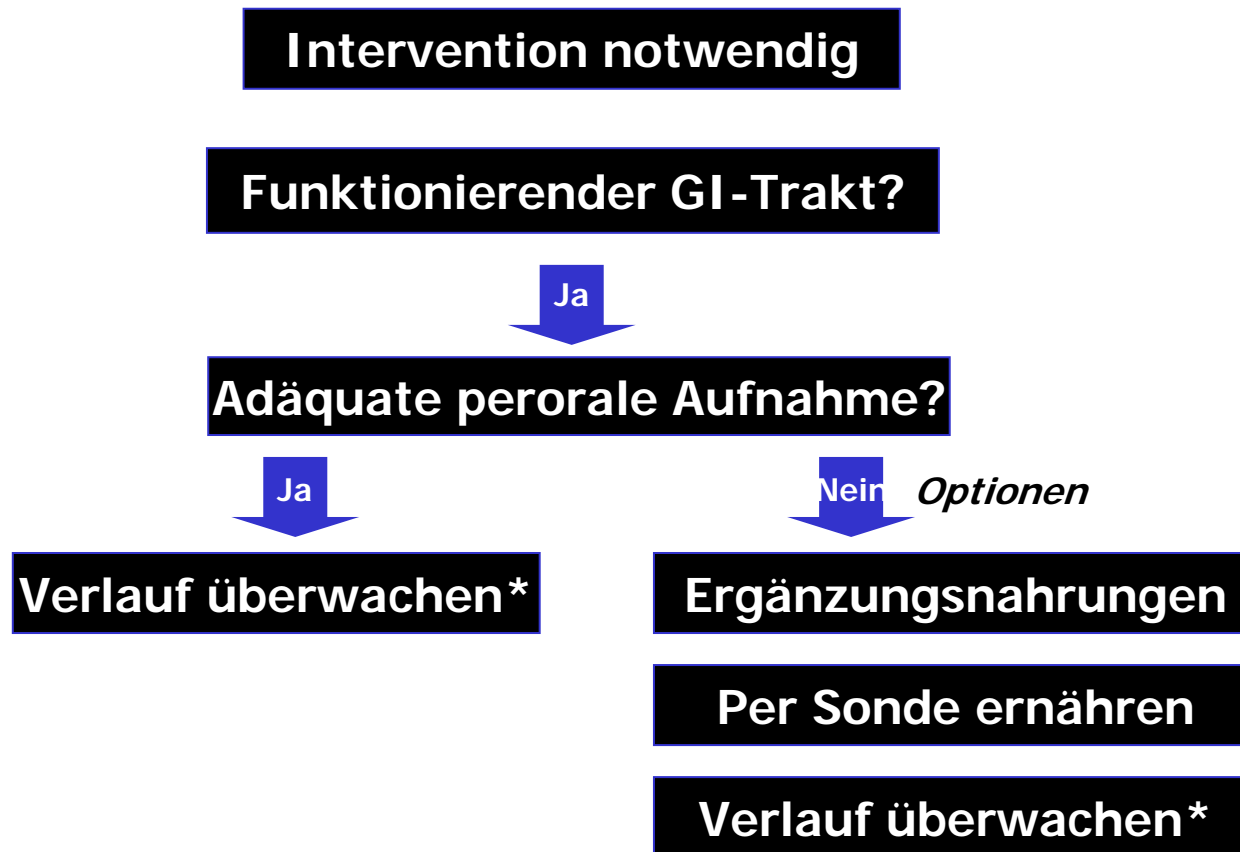 Intervention notwendig
Funktionierender GI-Trakt?
Ja
Adäquate perorale Aufnahme?
Ja
Nein Optionen
Verlauf überwachen*
Ergänzungsnahrungen
Per Sonde ernähren
Verlauf überwachen*